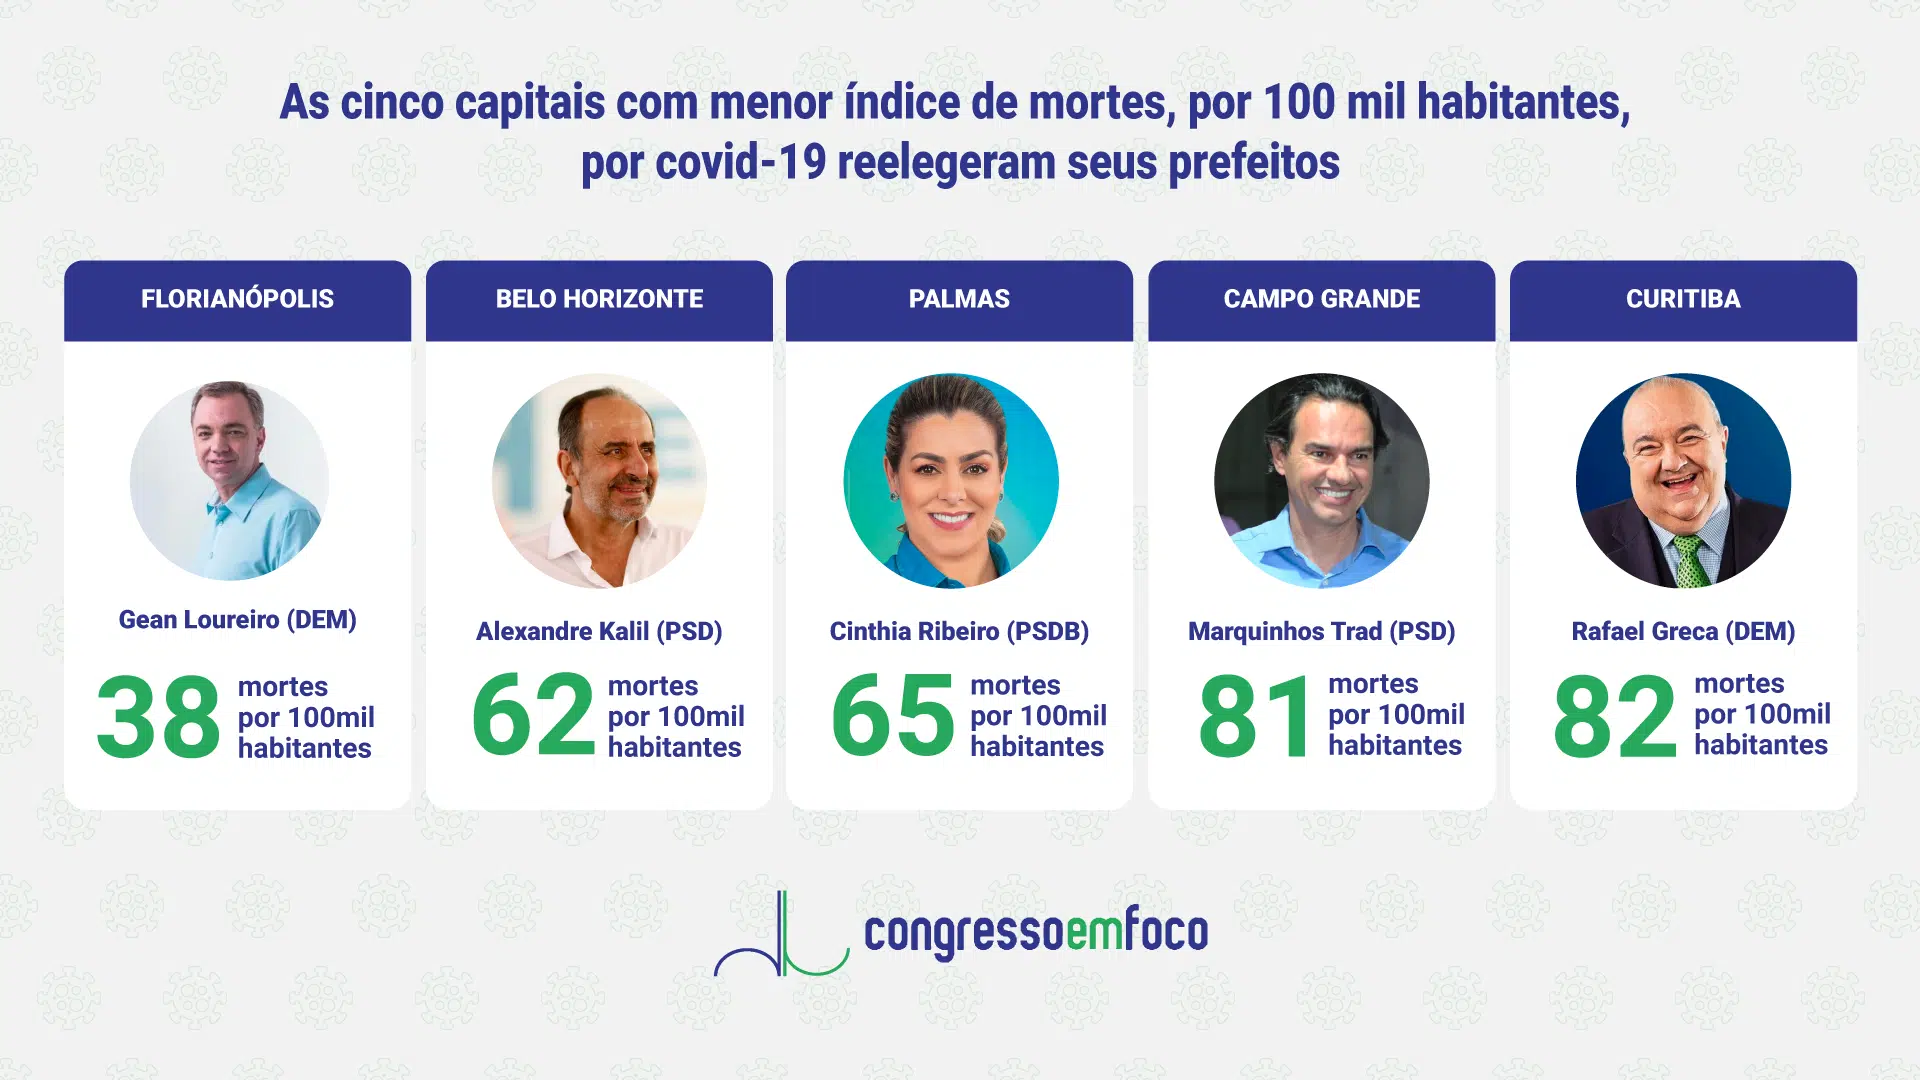 As cinco capitais com menor índice de mortes, por 100 mil habitantes,
por covid-19 reelegeram seus prefeitos
FLORIANÓPOLIS
Gean Loureiro (DEM)
38
mortes
por 100mil
habitantes
BELO HORIZONTE
Alexandre Kalil (PSD)
62
mortes
por 100mil
habitantes
PALMAS
Cinthia Ribeiro (PSDB)
65
mortes
por 100mil
habitantes
CAMPO GRANDE
Marquinhos Trad (PSD)
81
mortes
por 100mil
habitantes
CURITIBA
Rafael Greca (DEM)
82
mortes
por 100mil
habitantes
congressoemfoco